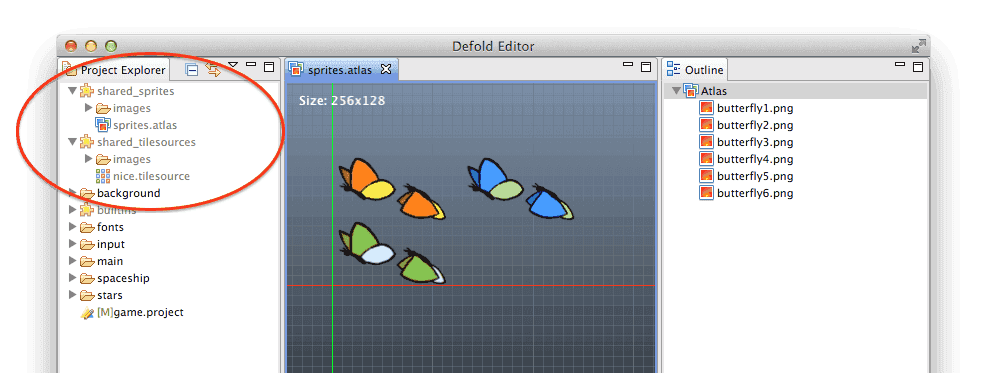 Defold Editor
Project Explorer
shared_sprites
images
sprites.atlas
shared_tilesources
images
nice.tilesource
background
builtins
fonts
input
main
spaceship
stars
[M]game.project
sprites.atlas
Size: 256x128
Outline
Atlas
butterfly1.png
butterfly2.png
butterfly3.png
butterfly4.png
butterfly5.png
butterfly6.png